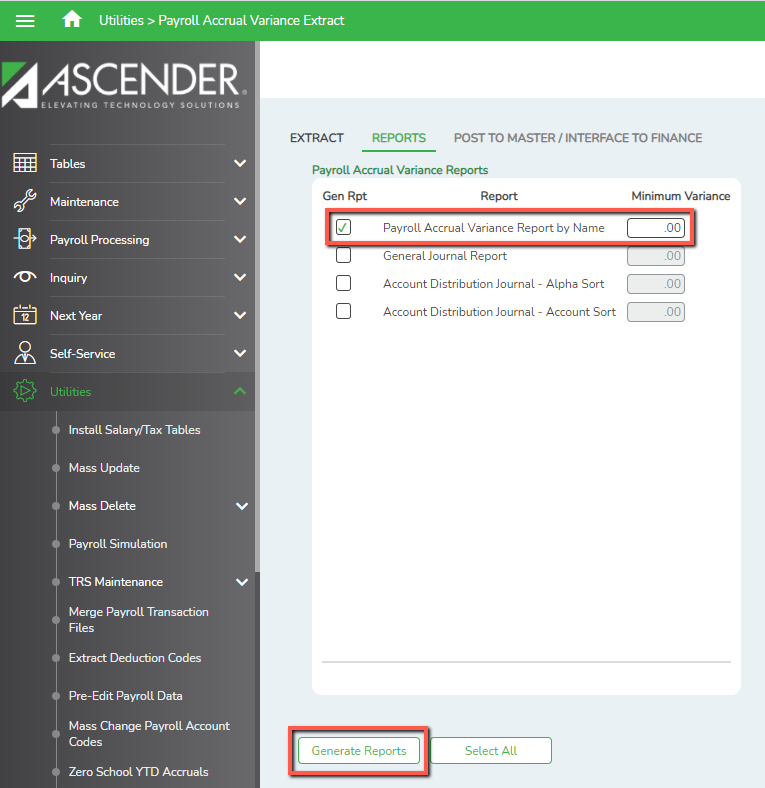 Utilities > Payroll Accrual Variance Extract
ASCENDER
ELEVATING TECHNOLOGY SOLUTIONS
Tables
Maintenance
Payroll Processing
Inquiry
12
Next Year
Self-Service
Utilities
Install Salary/Tax Tables
Mass Update
Mass Delete
Payroll Simulation
TRS Maintenance
Merge Payroll Transaction
Files
Extract Deduction Codes
Pre-Edit Payroll Data
Mass Change Payroll Account
Codes
Zero School YTD Accruals
EXTRACT REPORTS POST TO MASTER / INTERFACE TO FINANCE
Payroll Accrual Variance Reports
Gen Rpt Report Minimum Variance
Payroll Accrual Variance Report by Name .00
General Journal Report .00
Account Distribution Journal - Alpha Sort .00
Account Distribution Journal - Account Sort .00
Generate Reports Select All